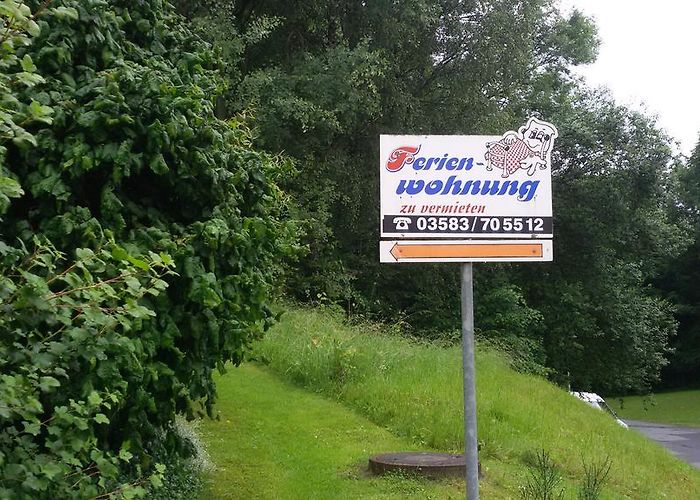 Ferien-
wohnung
zu vermieten
☎ 03583/705512